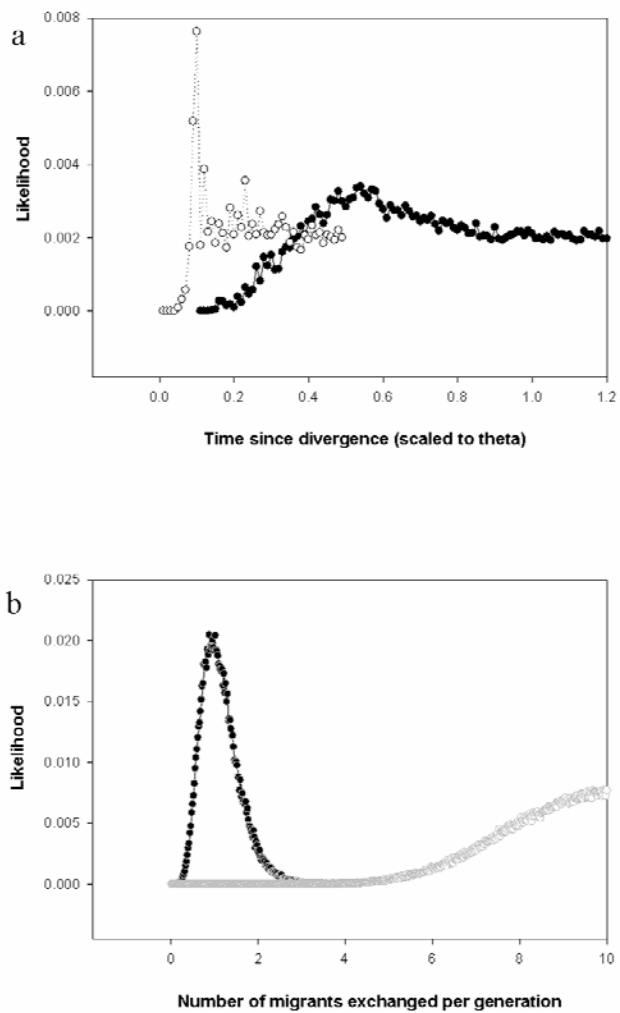 a
0.008
0.006
0.004
0.002
0.000
Likelihood
0.0 0.2 0.4 0.6 0.8 1.0 1.2
Time since divergence (scaled to theta)
b
0.025
0.020
0.015
0.010
0.005
0.000
Likelihood
0 2 4 6 8 10
Number of migrants exchanged per generation